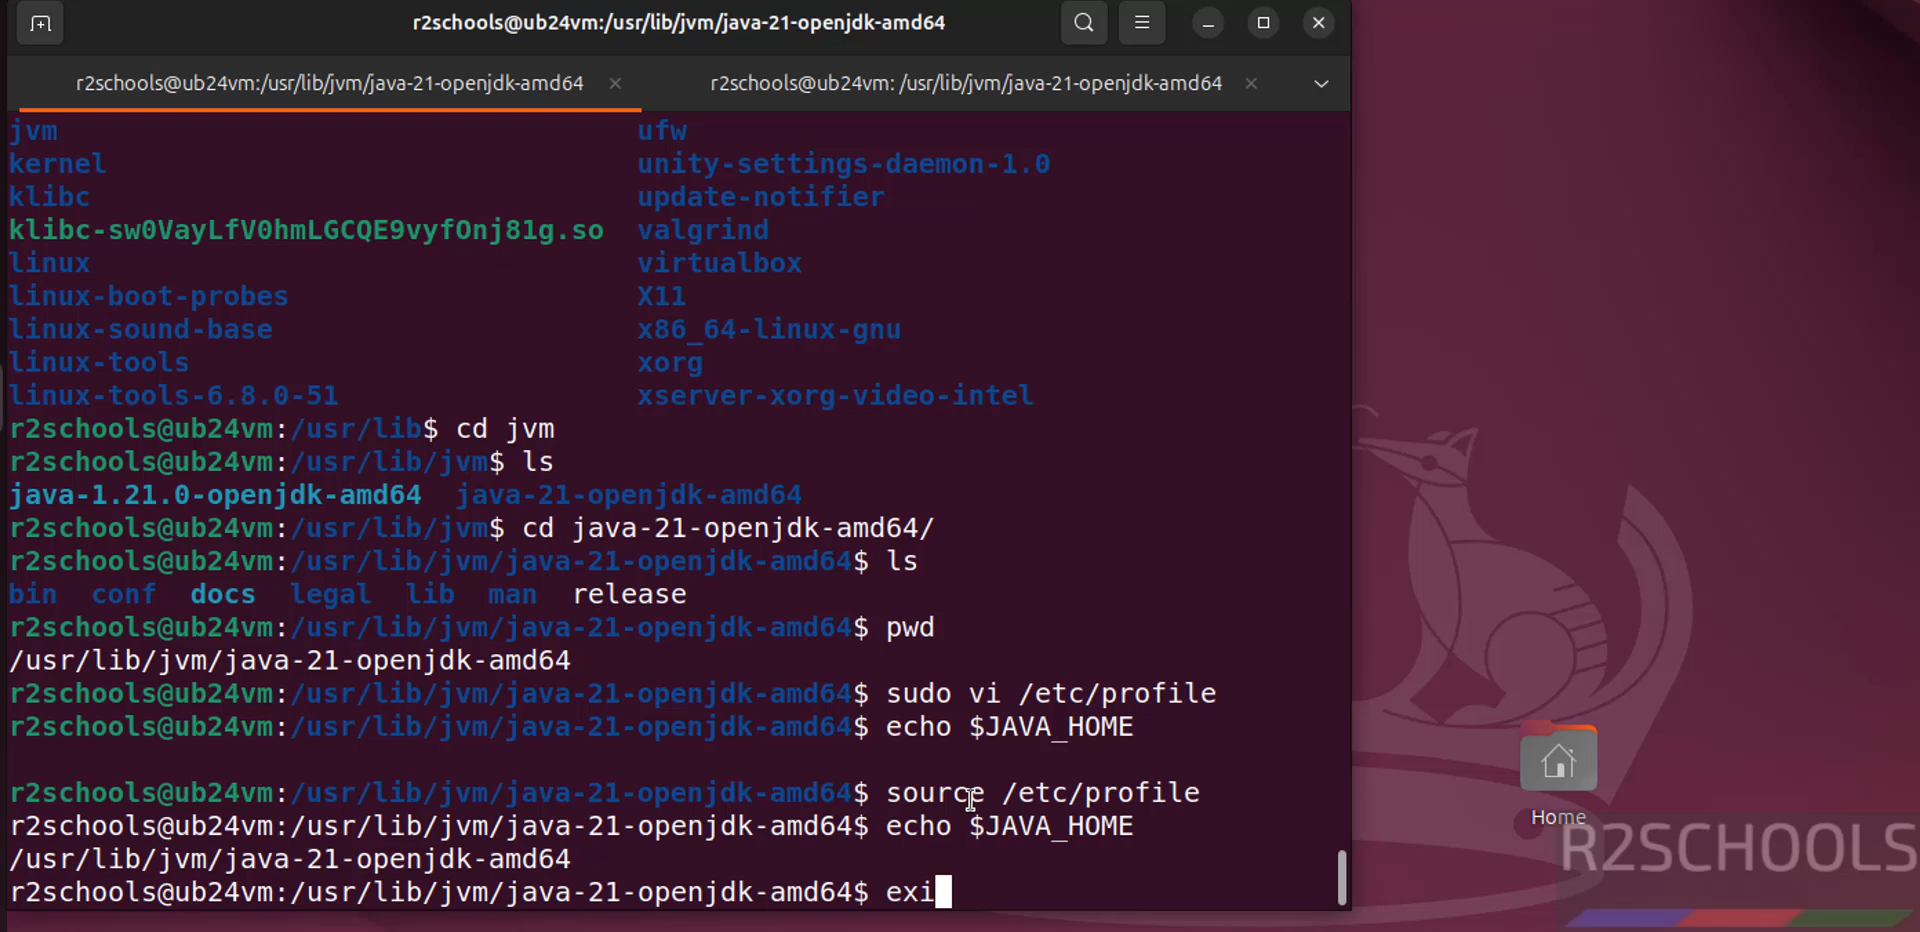 r2schools@ub24vm:/usr/lib/jvm/java-21-openjdk-amd64
r2schools@ub24vm:/usr/lib/jvm/java-21-openjdk-amd64
r2schools@ub24vm: /usr/lib/jvm/java-21-openjdk-amd64
jvm ufw
kernel unity-settings-daemon-1.0
klibc update-notifier
klibc-sw0VayLfV0hmLGCQE9vyfOnj81g.so valgrind
linux virtualbox
linux-boot-probes X11
linux-sound-base x86_64-linux-gnu
linux-tools xorg
linux-tools-6.8.0-51 xserver-xorg-video-intel
r2schools@ub24vm:/usr/lib$ cd jvm
r2schools@ub24vm:/usr/lib/jvm$ ls
java-1.21.0-openjdk-amd64 java-21-openjdk-amd64
r2schools@ub24vm:/usr/lib/jvm$ cd java-21-openjdk-amd64/
r2schools@ub24vm:/usr/lib/jvm/java-21-openjdk-amd64$ ls
bin conf docs legal lib man release
r2schools@ub24vm:/usr/lib/jvm/java-21-openjdk-amd64$ pwd
/usr/lib/jvm/java-21-openjdk-amd64
r2schools@ub24vm:/usr/lib/jvm/java-21-openjdk-amd64$ sudo vi /etc/profile
r2schools@ub24vm:/usr/lib/jvm/java-21-openjdk-amd64$ echo $JAVA_HOME
r2schools@ub24vm:/usr/lib/jvm/java-21-openjdk-amd64$ source /etc/profile
r2schools@ub24vm:/usr/lib/jvm/java-21-openjdk-amd64$ echo $JAVA_HOME
/usr/lib/jvm/java-21-openjdk-amd64
r2schools@ub24vm:/usr/lib/jvm/java-21-openjdk-amd64$ exi
Home
R2SCHOOLS